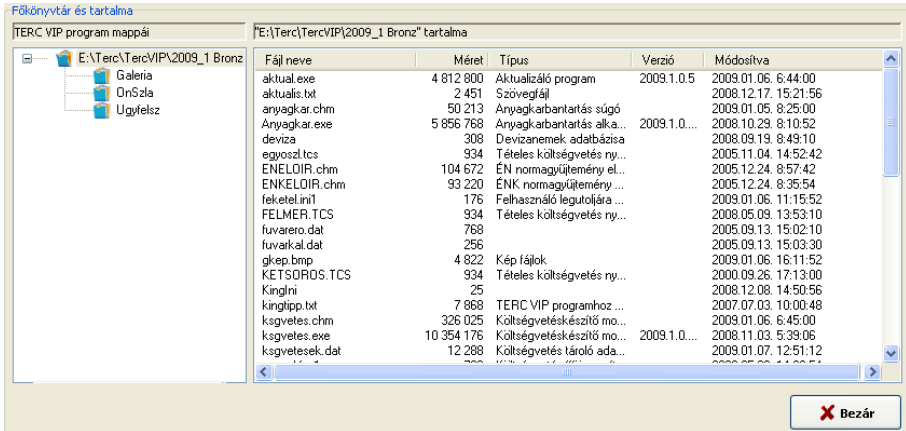 Főkönyvtár és tartalma
TERC VIP program mappái
"E:\Terc\TercVIP\2009_1 Bronz" tartalma
E:\Terc\TercVIP\2009_1 Bronz
Galeria
OnSzla
Ugyfelsz
Fájl neve Méret Típus Verzió Módosítva
aktual.exe 4 812 800 Aktualizáló program 2009.1.0.5 2009.01.06. 6:44:00
aktualis.txt 2 451 Szövegfájl 2008.12.17. 15:21:56
anyagkar.chm 50 213 Anyagkarbantartás súgó 2009.01.05. 8:25:00
Anyagkar.exe 5 856 768 Anyagkarbantartás alka... 2009.1.0.... 2008.10.29. 8:10:52
deviza 308 Devizanemek adatbázisa 2008.09.19. 8:49:10
egyoszl.tcs 934 Tételes költségvetés ny... 2005.11.04. 14:52:42
ENELOIR.chm 104 672 ÉN normagyűjtemény el... 2005.12.24. 8:57:42
ENKELOIR.chm 93 220 ÉNK normagyűjtemény ... 2005.12.24. 8:35:54
feketel.ini1 176 Felhasználó legutoljára ... 2009.01.06. 11:15:52
FELMER.TCS 934 Tételes költségvetés ny... 2008.05.09. 13:53:10
fuvarero.dat 768 2005.09.13. 15:02:10
fuvarkal.dat 256 2005.09.13. 15:03:30
gkep.bmp 4 822 Kép fájlok 2009.01.06. 16:11:52
KETSOROS.TCS 934 Tételes költségvetés ny... 2000.09.26. 17:13:00
KingIni 25 2008.12.08. 14:50:56
kingtipp.txt 7 868 TERC VIP programhoz ... 2007.07.03. 10:00:48
ksgvetes.chm 326 025 Költségvetéskészítő mo... 2009.01.06. 6:45:00
ksgvetes.exe 10 354 176 Költségvetéskészítő mo... 2009.1.0.... 2008.11.03. 5:39:06
ksgvetesek.dat 12 288 Költségvetés tároló ada... 2009.01.07. 12:51:12
Bezár